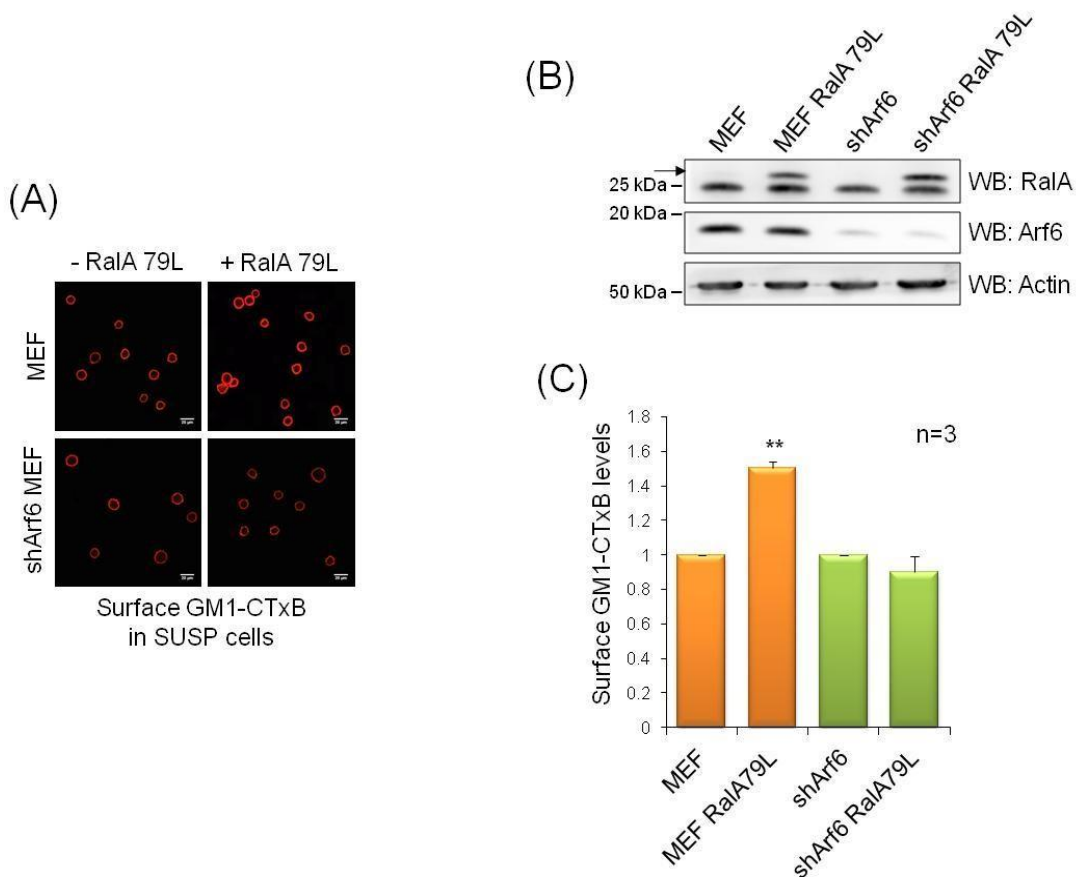 (A)
- RalA 79L
+ RalA 79L
MEF
shArf6 MEF
Surface GM1-CTxB
in SUSP cells
(B)
MEF
MEF RalA 79L
shArf6
shArf6 RalA 79L
25 kDa
WB: RalA
20 kDa
WB: Arf6
50 kDa
WB: Actin
(C)
Surface GM1-CTxB levels
1.8
1.6
1.4
1.2
1
0.8
0.6
0.4
0.2
0
**
n=3
MEF
MEF RalA79L
shArf6
shArf6 RalA79L